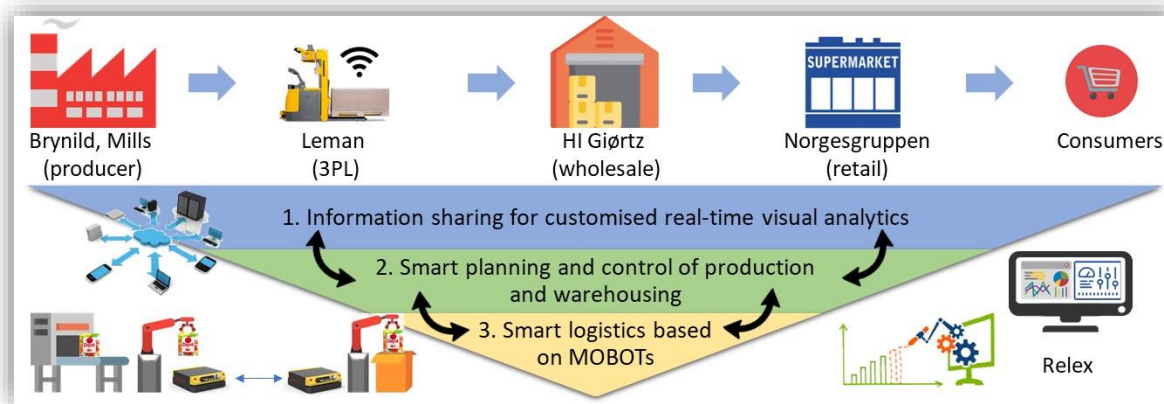 SUPERMARKET
Brynild, Mills
(producer)
Leman
(3PL)
HI Giørtz
(wholesale)
Norgesgruppen
(retail)
Consumers
1. Information sharing for customised real-time visual analytics
2. Smart planning and control of production
and warehousing
3. Smart logistics based
on MOBOTs
Relex